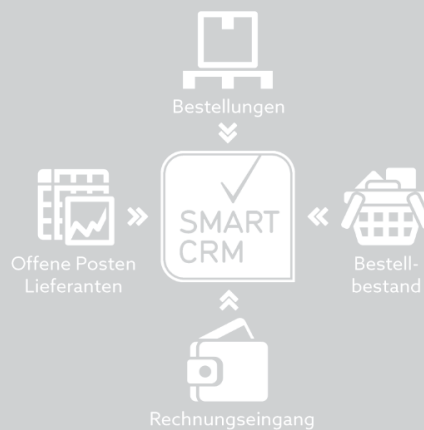 Bestellungen
Offene Posten
Lieferanten
SMART
CRM
Bestell-
bestand
Rechnungseingang